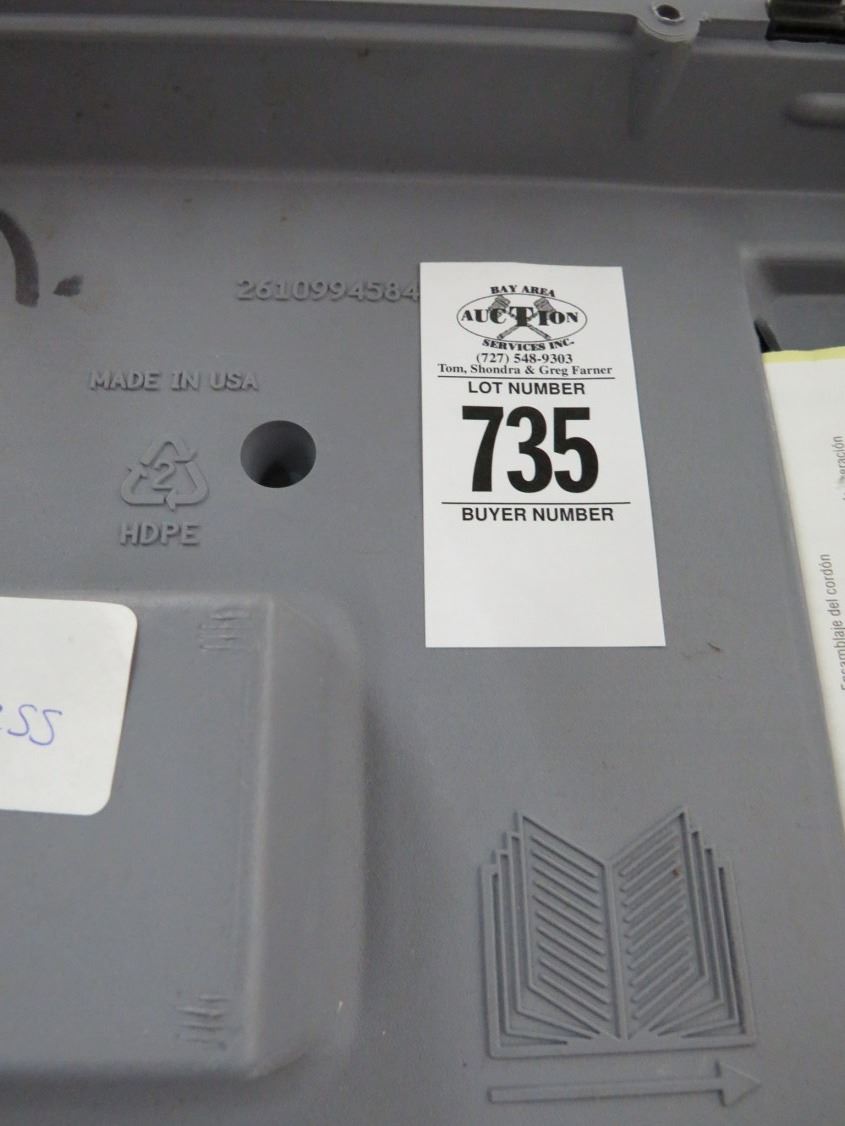 2610994584
MADE IN USA
2
HDPE
BAY AREA
AUCTION
SERVICES INC.
(727) 548-9303
Tom, Shondra & Greg Farner
LOT NUMBER
735
BUYER NUMBER
ss
del cordón